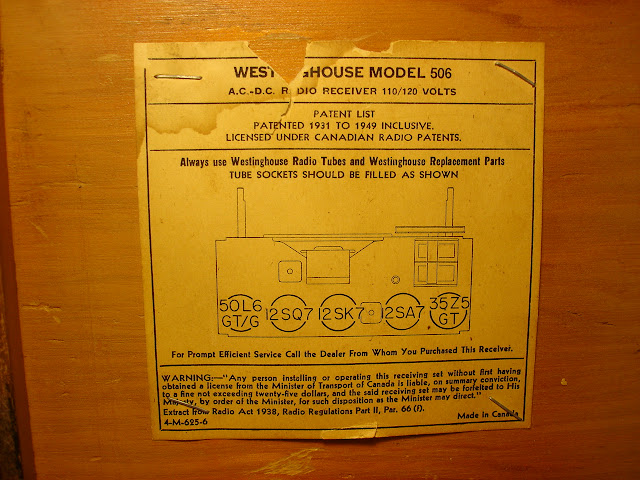 WEST GHOUSE MODEL 506
A.C.-D.C. R DIO RECEIVER 110/120 VOLTS
PATENT LIST
PATENTED 1931 TO 1949 INCLUSIVE.
LICENSED UNDER CANADIAN RADIO PATENTS.
Always use Westinghouse Radio Tubes and Westinghouse Replacement Parts
TUBE SOCKETS SHOULD BE FILLED AS SHOWN
50L6 GT/G 12SQ7 12SK7 12SA7 35Z5 GT
For Prompt Efficient Service Call the Dealer From Whom You Purchased This Receiver.
WARNING:—"Any person installing or operating this receiving set without first having
obtained a license from the Minister of Transport of Canada is liable, on summary conviction,
to a fine not exceeding twenty-five dollars, and the said receiving set may be forfeited to His
Majesty, by order of the Minister, for such disposition as the Minister may direct."
Extract from Radio Act 1938, Radio Regulations Part II, Par. 66 (f).
4-M-625-6
Made in Canada